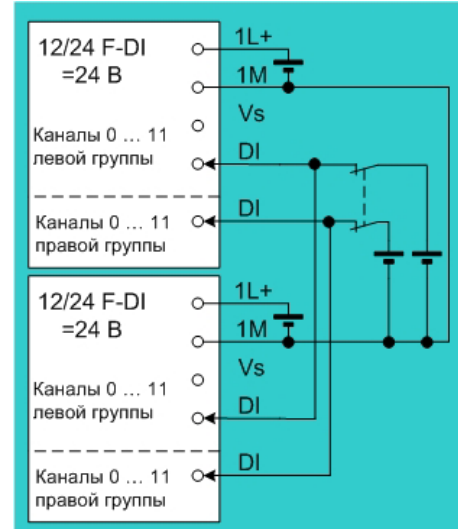 12/24 F-DI
=24 В
Каналы 0 ... 11
левой группы
Каналы 0 ... 11
правой группы
1L+
1M
Vs
DI
DI
12/24 F-DI
=24 В
Каналы 0 ... 11
левой группы
Каналы 0 ... 11
правой группы
1L+
1M
Vs
DI
DI